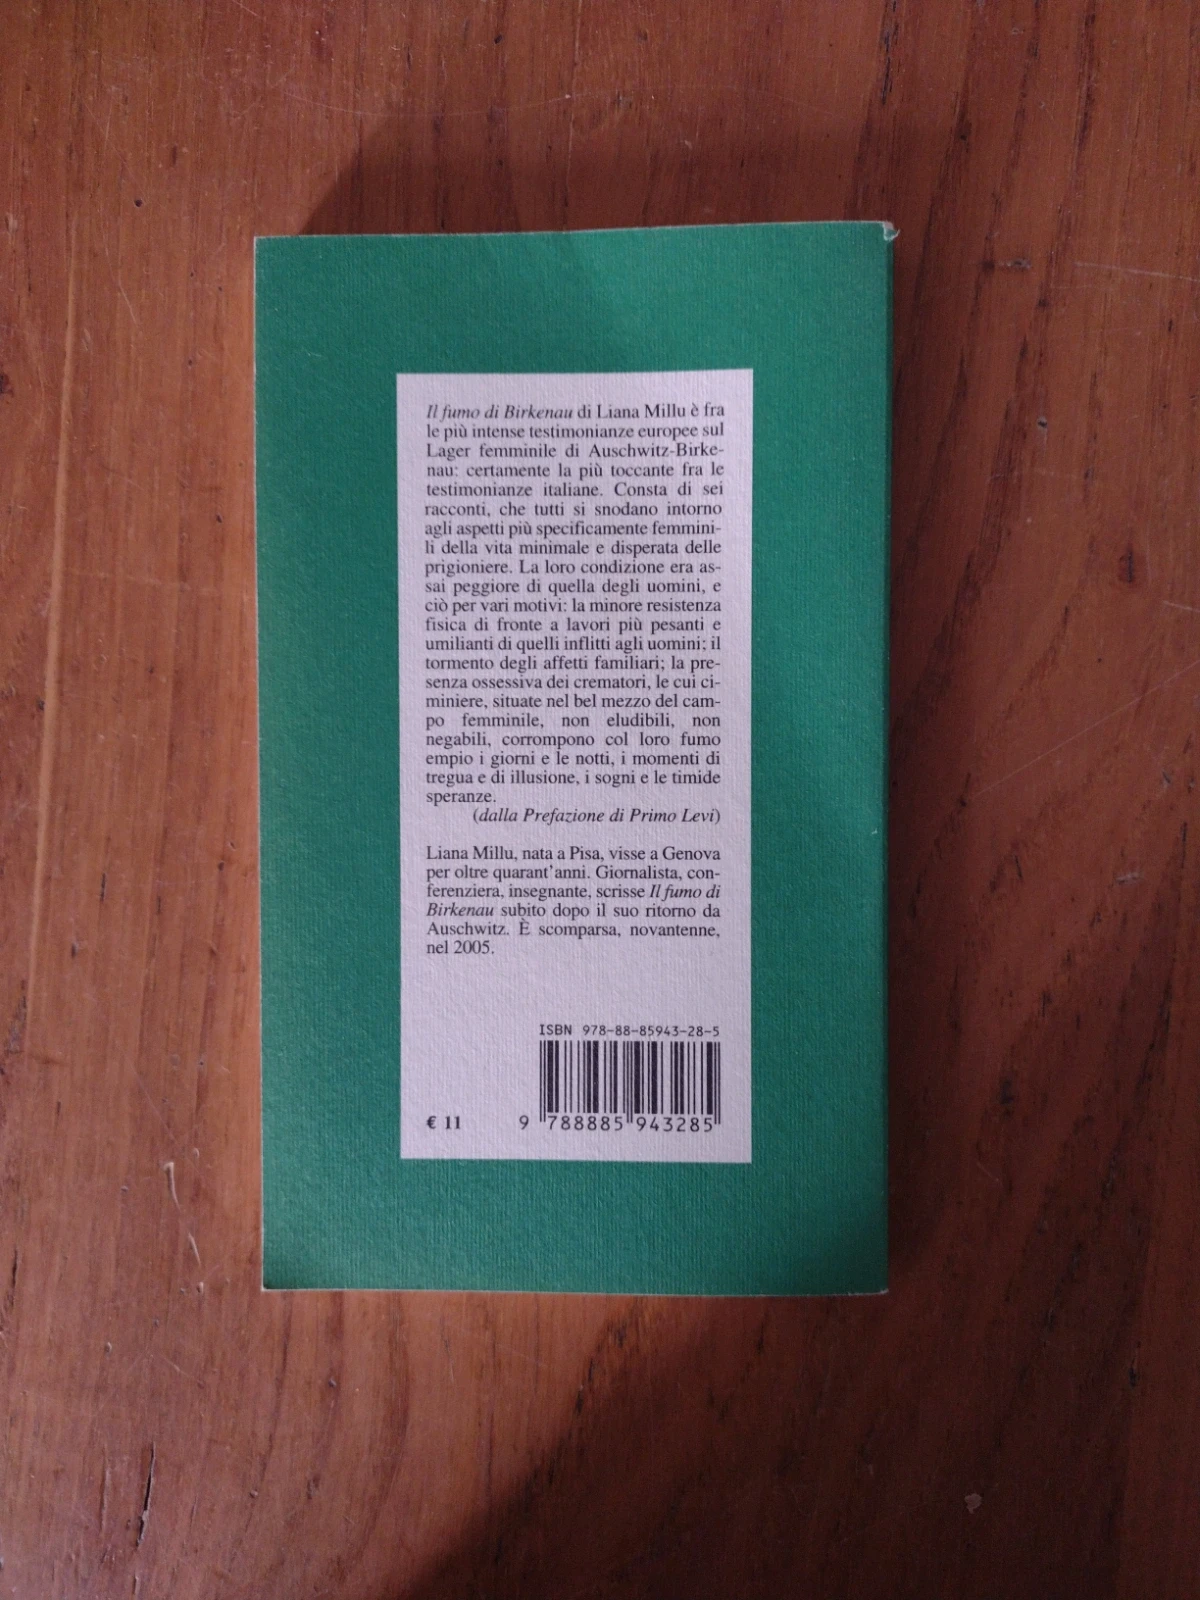 Il fumo di Birkenau di Liana Millu è fra
le più intense testimonianze europee sul
Lager femminile di Auschwitz-Birke-
nau: certamente la più toccante fra le
testimonianze italiane. Consta di sei
racconti, che tutti si snodano intorno
agli aspetti più specificamente femmini-
li della vita minimale e disperata delle
prigioniere. La loro condizione era as-
sai peggiore di quella degli uomini, e
ciò per vari motivi: la minore resistenza
fisica di fronte a lavori più pesanti e
umilianti di quelli inflitti agli uomini; il
tormento degli affetti familiari; la pre-
senza ossessiva dei crematori, le cui ci-
miniere, situate nel bel mezzo del cam-
po femminile, non eludibili, non
negabili, corrompono col loro fumo
empio i giorni e le notti, i momenti di
tregua e di illusione, i sogni e le timide
speranze.
(dalla Prefazione di Primo Levi)
Liana Millu, nata a Pisa, visse a Genova
per oltre quarant'anni. Giornalista, con-
ferenziera, insegnante, scrisse Il fumo di
Birkenau subito dopo il suo ritorno da
Auschwitz. È scomparsa, novantenne,
nel 2005.
ISBN 978-88-85943-28-5
€ 11
9 788885 943285